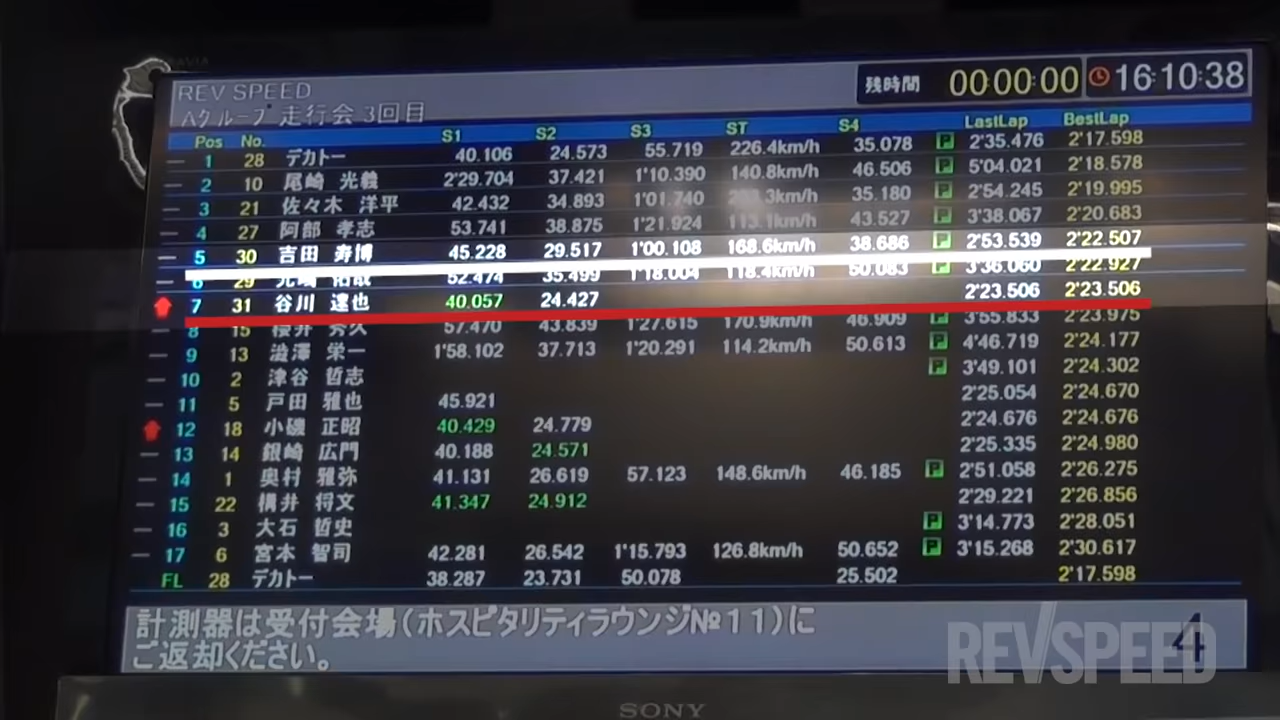 REV SPEED
Aグループ 走行会 3回目
残時間 00:00:00 16:10:38
Pos No. S1 S2 S3 ST S4 LastLap BestLap
1 28 デカトー 40.106 24.573 55.719 226.4km/h 35.078 P 2'35.476 2'17.598
2 10 尾崎 光義 2'29.704 37.421 1'10.390 140.8km/h 46.506 P 5'04.021 2'18.578
3 21 佐々木 洋平 42.432 34.893 1'01.740 35.180 P 2'54.245 2'19.995
4 27 阿部 孝志 53.741 38.875 1'21.924 113.1km/h 43.527 P 3'38.067 2'20.683
5 30 吉田 寿博 45.228 29.517 1'00.108 168.6km/h 38.686 P 2'53.539 2'22.507
6 29 52.474 35.499 1'18.004 118.4km/h 50.083 P 3'36.060 2'22.927
7 31 谷川 達也 40.057 24.427 2'23.506 2'23.506
8 15 櫻井 秀久 57.470 43.839 1'27.615 170.9km/h 46.909 P 3'55.833 2'23.975
9 13 澁澤 栄一 1'58.102 37.713 1'20.291 114.2km/h 50.613 P 4'46.719 2'24.177
10 2 津谷 哲志 P 3'49.101 2'24.302
11 5 戸田 雅也 45.921 2'25.054 2'24.670
12 18 小磯 正昭 40.429 24.779 2'24.676 2'24.676
13 14 銀崎 広門 40.188 24.571 2'25.335 2'24.980
14 1 奥村 雅弥 41.131 26.619 57.123 148.6km/h 46.185 P 2'51.058 2'26.275
15 22 横井 将文 41.347 24.912 2'29.221 2'26.856
16 3 大石 哲史 P 3'14.773 2'28.051
17 6 宮本 智司 42.281 26.542 1'15.793 126.8km/h 50.652 P 3'15.268 2'30.617
FL 28 デカトー 38.287 23.731 50.078 25.502 2'17.598
計測器は受付会場(ホスピタリティラウンジ№11)に
ご返却ください。
4
REVSPEED
SONY